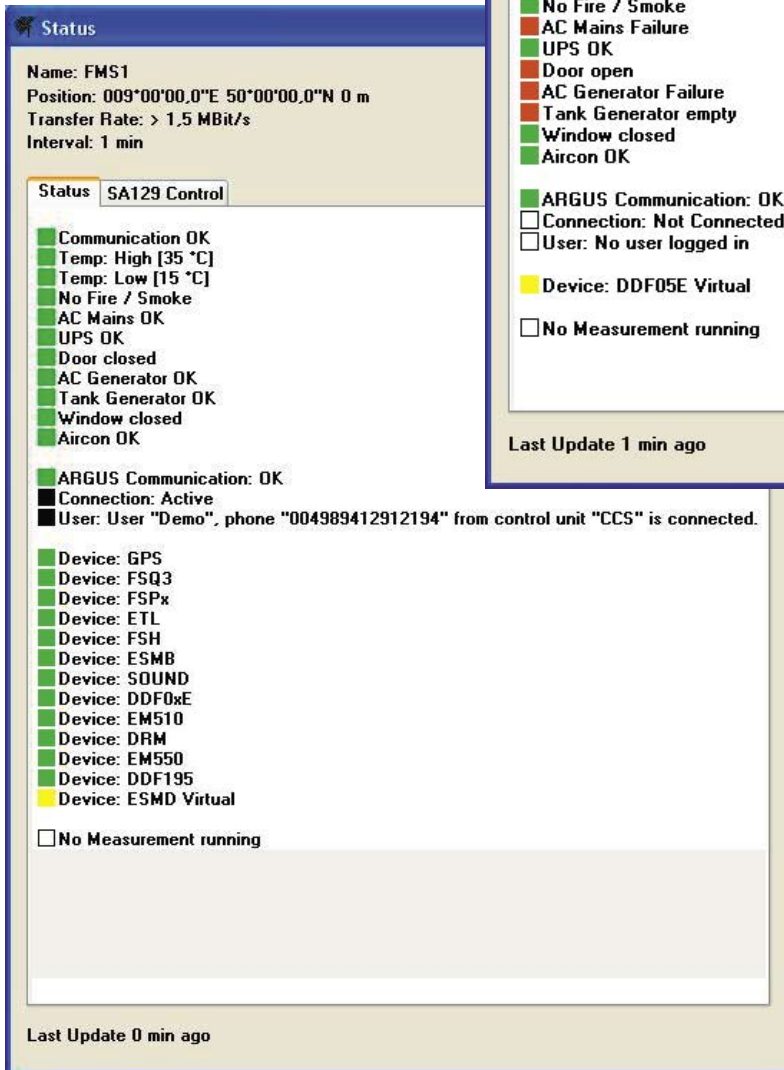 Status
Name: FMS1
Position: 009°00'00,0"E 50°00'00,0"N 0 m
Transfer Rate: > 1,5 MBit/s
Interval: 1 min
Status SA129 Control
Communication OK
Temp: High [35 °C]
Temp: Low [15 °C]
No Fire / Smoke
AC Mains OK
UPS OK
Door closed
AC Generator OK
Tank Generator OK
Window closed
Aircon OK
ARGUS Communication: OK
Connection: Active
User: User "Demo", phone "004989412912194" from control unit "CCS" is connected.
Device: GPS
Device: FSQ3
Device: FSPx
Device: ETL
Device: FSH
Device: ESMB
Device: SOUND
Device: DDF0xE
Device: EM510
Device: DRM
Device: EM550
Device: DDF195
Device: ESMD Virtual
No Measurement running
Last Update 0 min ago
No Fire / Smoke
AC Mains Failure
UPS OK
Door open
AC Generator Failure
Tank Generator empty
Window closed
Aircon OK
ARGUS Communication: OK
Connection: Not Connected
User: No user logged in
Device: DDF05E Virtual
No Measurement running
Last Update 1 min ago